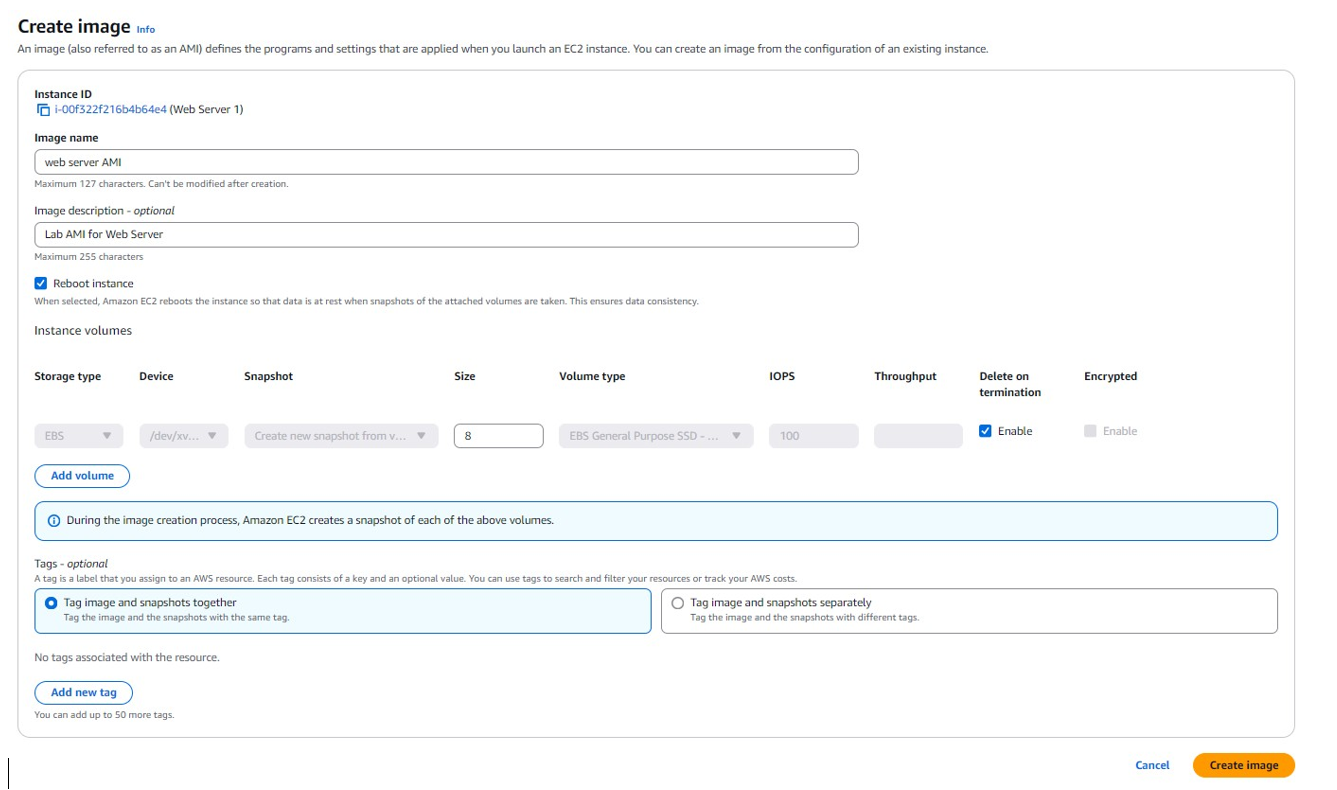 Create image Info
An image (also referred to as an AMI) defines the programs and settings that are applied when you launch an EC2 instance. You can create an image from the configuration of an existing instance.
Instance ID
i-00f322f216b4b64e4 (Web Server 1)
Image name
web server AMI
Maximum 127 characters. Can't be modified after creation.
Image description - optional
Lab AMI for Web Server
Maximum 255 characters
Reboot instance
When selected, Amazon EC2 reboots the instance so that data is at rest when snapshots of the attached volumes are taken. This ensures data consistency.
Instance volumes
Storage type Device Snapshot Size Volume type IOPS Throughput Delete on termination Encrypted
EBS /dev/xv... Create new snapshot from v... 8 EBS General Purpose SSD - ... 100 Enable Enable
Add volume
During the image creation process, Amazon EC2 creates a snapshot of each of the above volumes.
Tags - optional
A tag is a label that you assign to an AWS resource. Each tag consists of a key and an optional value. You can use tags to search and filter your resources or track your AWS costs.
Tag image and snapshots together
Tag the image and the snapshots with the same tag.
Tag image and snapshots separately
Tag the image and the snapshots with different tags.
No tags associated with the resource.
Add new tag
You can add up to 50 more tags.
Cancel Create image